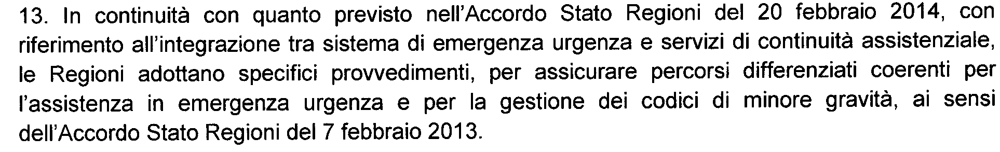 13. In continuità con quanto previsto nell'Accordo Stato Regioni del 20 febbraio 2014, con
riferimento all'integrazione tra sistema di emergenza urgenza e servizi di continuità assistenziale,
le Regioni adottano specifici provvedimenti, per assicurare percorsi differenziati coerenti per
l'assistenza in emergenza urgenza e per la gestione dei codici di minore gravità, ai sensi
dell'Accordo Stato Regioni del 7 febbraio 2013.